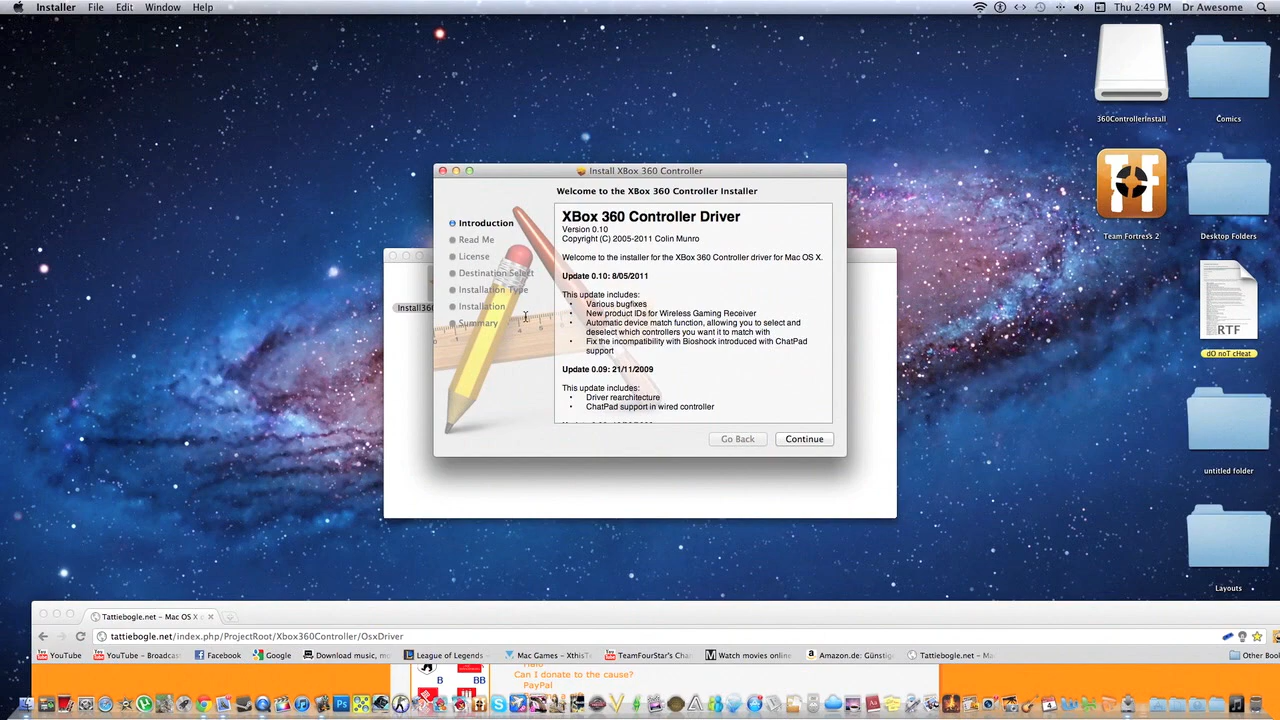 Installer File Edit Window Help Thu 2:49 PM Dr Awesome
360ControllerInstall
Comics
Team Fortress 2
Desktop Folders
RTF
dO noT cHeat
untitled folder
Layouts
Install XBox 360 Controller
Welcome to the XBox 360 Controller Installer
Introduction
Read Me
License
Destination Select
Installation Type
Installation
Summary
XBox 360 Controller Driver
Version 0.10
Copyright (C) 2005-2011 Colin Munro
Welcome to the installer for the XBox 360 Controller driver for Mac OS X.
Update 0.10: 8/05/2011
This update includes:
• Various bugfixes
• New product IDs for Wireless Gaming Receiver
• Automatic device match function, allowing you to select and
deselect which controllers you want it to match with
• Fix the incompatibility with Bioshock introduced with ChatPad
support
Update 0.09: 21/11/2009
This update includes:
• Driver rearchitecture
• ChatPad support in wired controller
Go Back Continue
Install36
Tattiebogle.net – Mac OS X
tattiebogle.net/index.php/ProjectRoot/Xbox360Controller/OsxDriver
YouTube YouTube – Broadcas Facebook Google Download music, mo League of Legends Mac Games – XthisT TeamFourStar's Cha Watch movies online Amazon.de: Günstig Tattiebogle.net – Ma Other Boo
B BB
Can I donate to the cause?
PayPal